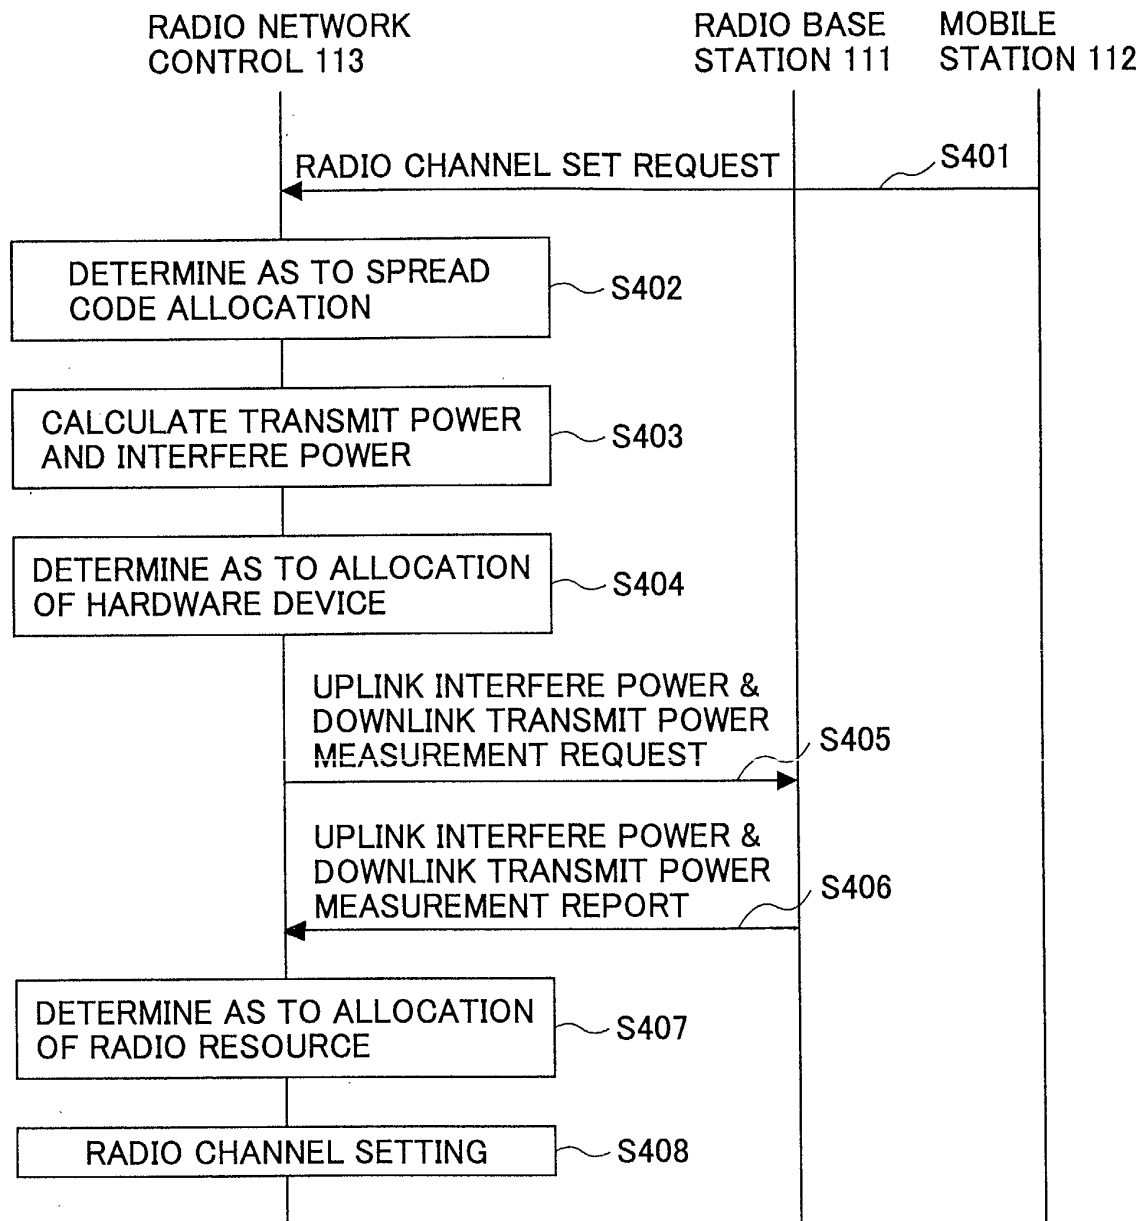 RADIO NETWORK
CONTROL 113
RADIO BASE
STATION 111
MOBILE
STATION 112
RADIO CHANNEL SET REQUEST
S401
DETERMINE AS TO SPREAD
CODE ALLOCATION
S402
CALCULATE TRANSMIT POWER
AND INTERFERE POWER
S403
DETERMINE AS TO ALLOCATION
OF HARDWARE DEVICE
S404
UPLINK INTERFERE POWER &
DOWNLINK TRANSMIT POWER
MEASUREMENT REQUEST
S405
UPLINK INTERFERE POWER &
DOWNLINK TRANSMIT POWER
MEASUREMENT REPORT
S406
DETERMINE AS TO ALLOCATION
OF RADIO RESOURCE
S407
RADIO CHANNEL SETTING
S408